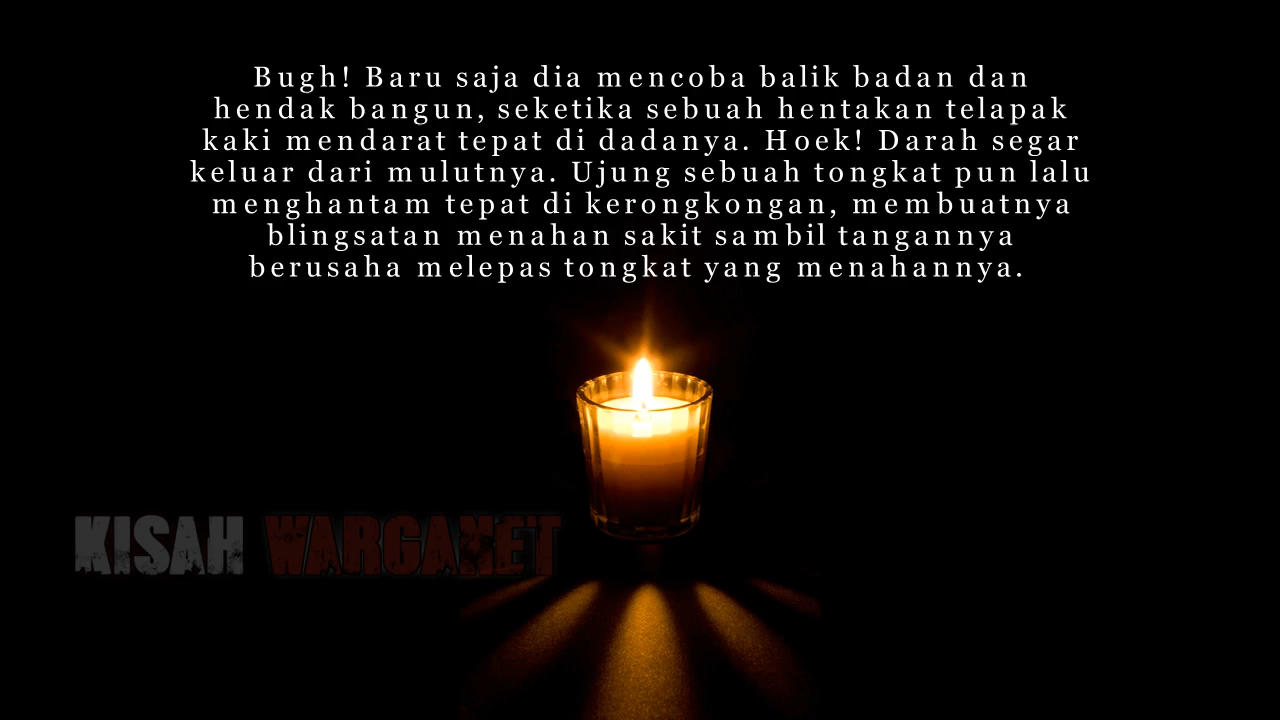 Bugh! Baru saja dia mencoba balik badan dan
hendak bangun, seketika sebuah hentakan telapak
kaki mendarat tepat di dadanya. Hoek! Darah segar
keluar dari mulutnya. Ujung sebuah tongkat pun lalu
menghantam tepat di kerongkongan, membuatnya
blingsatan menahan sakit sambil tangannya
berusaha melepas tongkat yang menahannya.
KISAH WARGANET